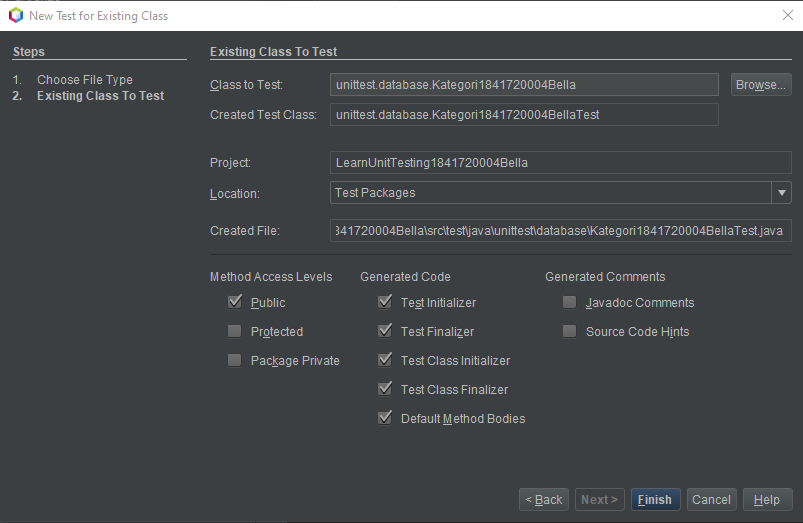 New Test for Existing Class
Steps
1. Choose File Type
2. Existing Class To Test
Existing Class To Test
Class to Test: unittest.database.Kategori1841720004Bella Browse...
Created Test Class: unittest.database.Kategori1841720004BellaTest
Project: LearnUnitTesting1841720004Bella
Location: Test Packages
Created File: 341720004Bella\src\test\java\unittest\database\Kategori1841720004BellaTest.java
Method Access Levels Generated Code Generated Comments
Public Test Initializer Javadoc Comments
Protected Test Finalizer Source Code Hints
Package Private Test Class Initializer
Test Class Finalizer
Default Method Bodies
< Back Next > Finish Cancel Help